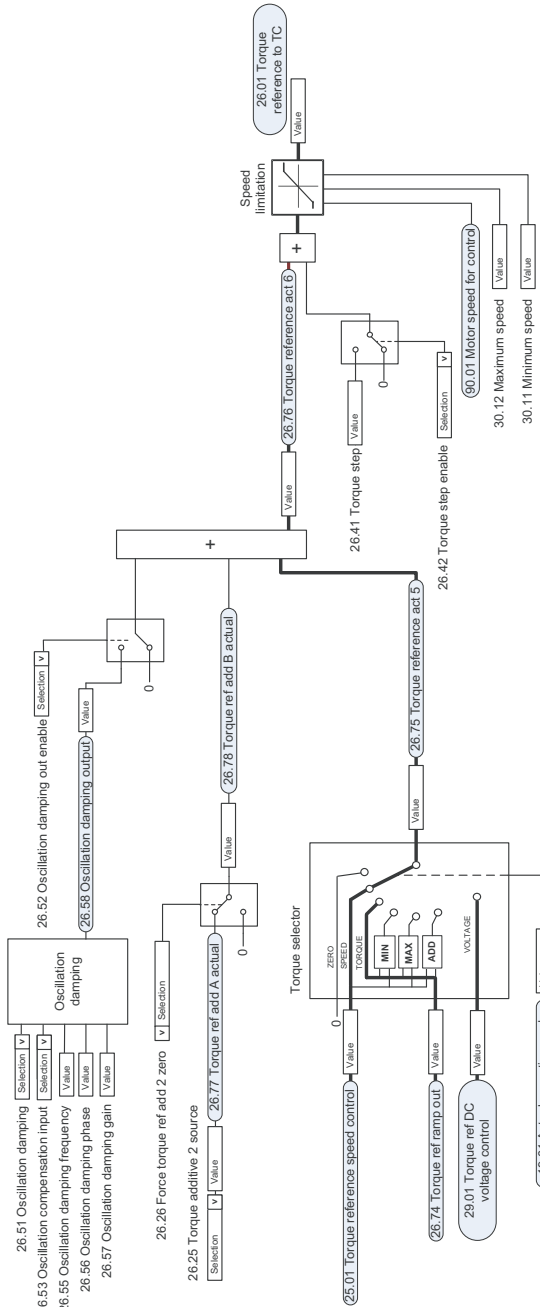 26.51 Oscillation damping
Selection v
6.53 Oscillation compensation input
Selection v
26.55 Oscillation damping frequency
Value
26.56 Oscillation damping phase
Value
26.57 Oscillation damping gain
Value
Oscillation
damping
26.52 Oscillation damping out enable
Selection v
26.58 Oscillation damping output
Value
0
26.26 Force torque ref add 2 zero
v Selection
26.25 Torque additive 2 source
Selection v
Value
26.77 Torque ref add A actual
0
Value
26.78 Torque ref add B actual
+
Value
26.76 Torque reference act 6
+
Speed
limitation
Value
26.01 Torque
reference to TC
26.41 Torque step
Value
0
26.42 Torque step enable
Selection v
90.01 Motor speed for control
30.12 Maximum speed
Value
30.11 Minimum speed
Value
Torque selector
0
ZERO
SPEED
TORQUE
MIN
MAX
ADD
VOLTAGE
25.01 Torque reference speed control
Value
26.74 Torque ref ramp out
Value
29.01 Torque ref DC
voltage control
Value
Value
26.75 Torque reference act 5